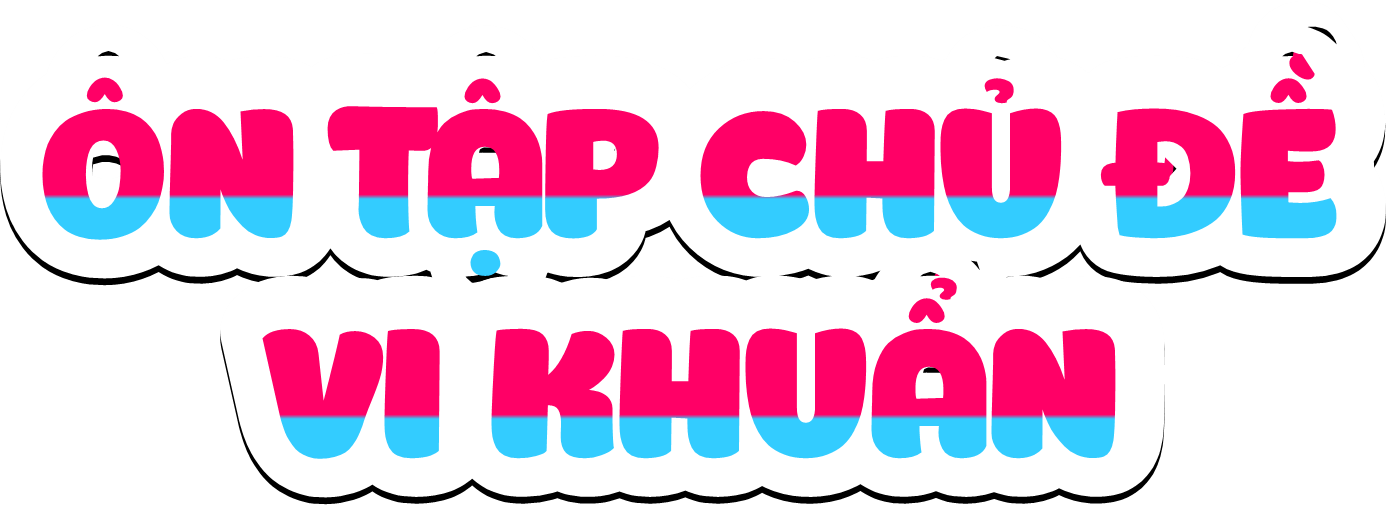 ÔN TẬP CHỦ ĐỀ
VI KHUẨN